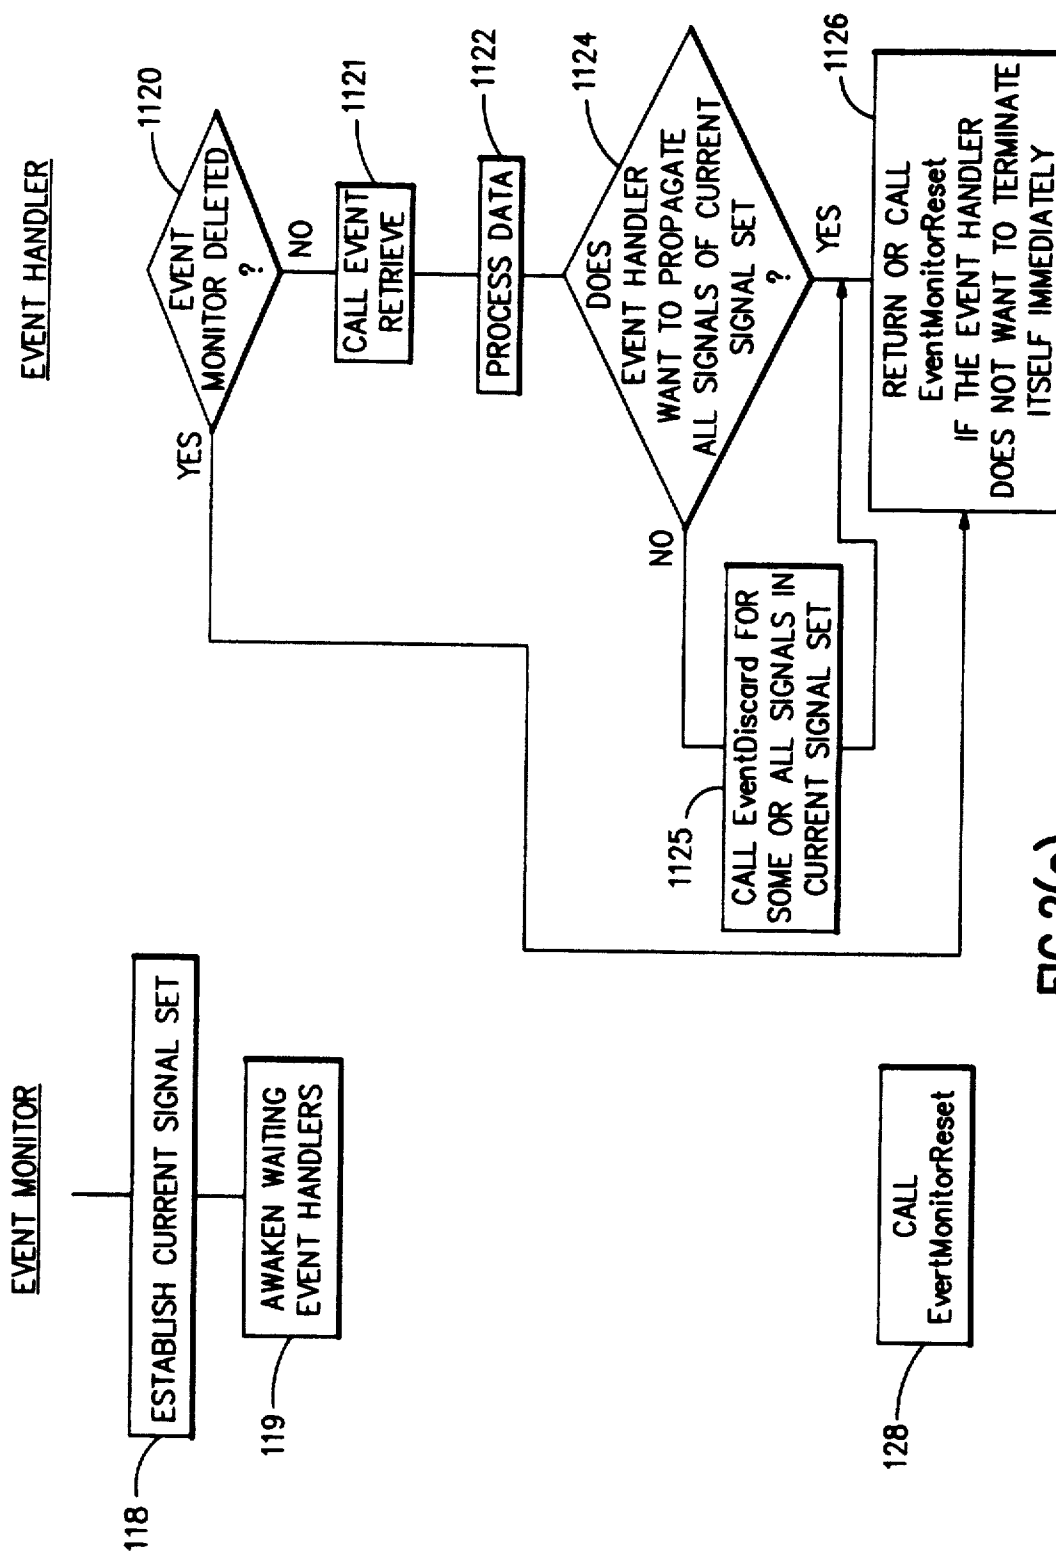 EVENT MONITOR
118
ESTABLISH CURRENT SIGNAL SET
119
AWAKEN WAITING
EVENT HANDLERS
128
CALL
EvertMonitorReset
EVENT HANDLER
1120
EVENT
MONITOR DELETED
?
YES
NO
1121
CALL EVENT
RETRIEVE
1122
PROCESS DATA
1124
DOES
EVENT HANDLER
WANT TO PROPAGATE
ALL SIGNALS OF CURRENT
SIGNAL SET
?
NO
YES
1125
CALL EventDiscard FOR
SOME OR ALL SIGNALS IN
CURRENT SIGNAL SET
1126
RETURN OR CALL
EventMonitorReset
IF THE EVENT HANDLER
DOES NOT WANT TO TERMINATE
ITSELF IMMEDIATELY